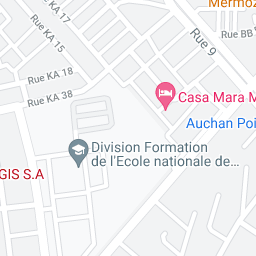 Mermoz
Rue KA 17
Rue KA 15
Rue 9
Rue BB
Rue KA 18
Rue KA 38
Casa Mara M
Auchan Poi
Division Formation
de l'Ecole nationale de...
GIS S.A